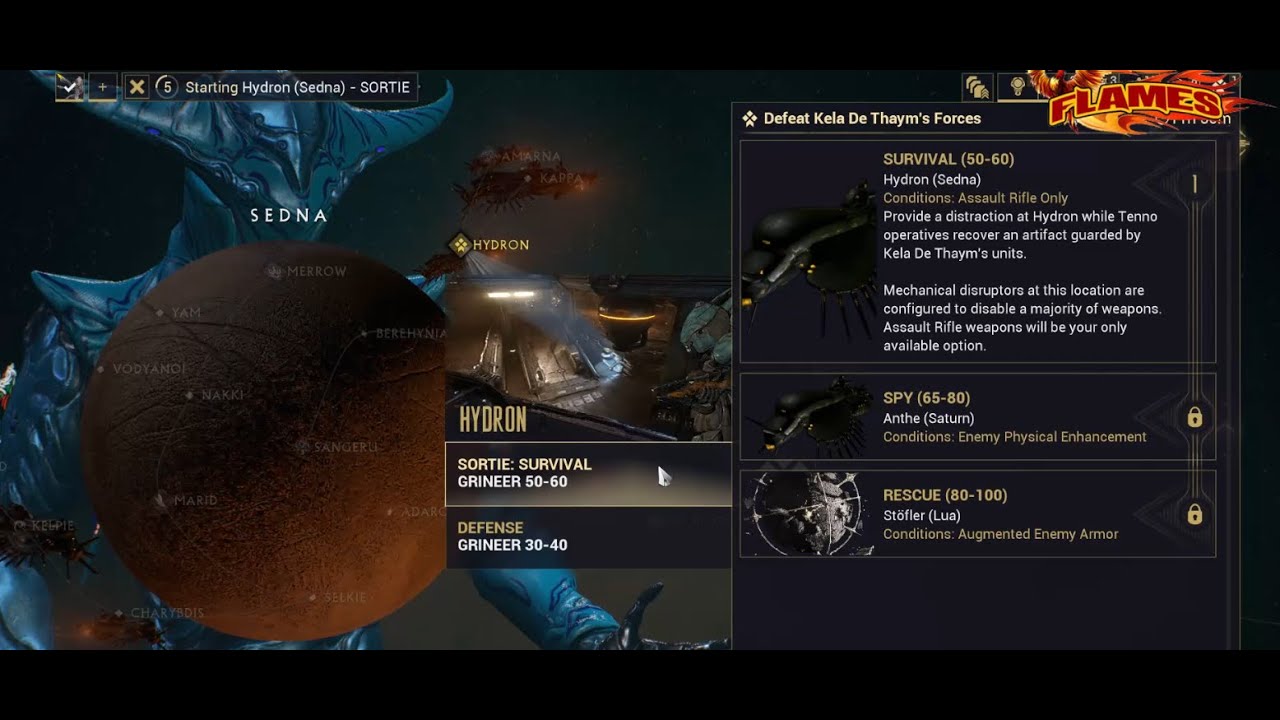 5 Starting Hydron (Sedna) - SORTIE
FLAMES
Defeat Kela De Thaym's Forces
AMARNA
KAPPA
SEDNA
HYDRON
MERROW
YAM
BEREHYNIA
VODYANOI
NAKKI
SANGERU
MARID
KELPIE
CHARYBDIS
SELKIE
HYDRON
SORTIE: SURVIVAL
GRINEER 50-60
DEFENSE
GRINEER 30-40
SURVIVAL (50-60)
1
Hydron (Sedna)
Conditions: Assault Rifle Only
Provide a distraction at Hydron while Tenno
operatives recover an artifact guarded by
Kela De Thaym's units.
Mechanical disruptors at this location are
configured to disable a majority of weapons.
Assault Rifle weapons will be your only
available option.
SPY (65-80)
Anthe (Saturn)
Conditions: Enemy Physical Enhancement
RESCUE (80-100)
Stöfler (Lua)
Conditions: Augmented Enemy Armor